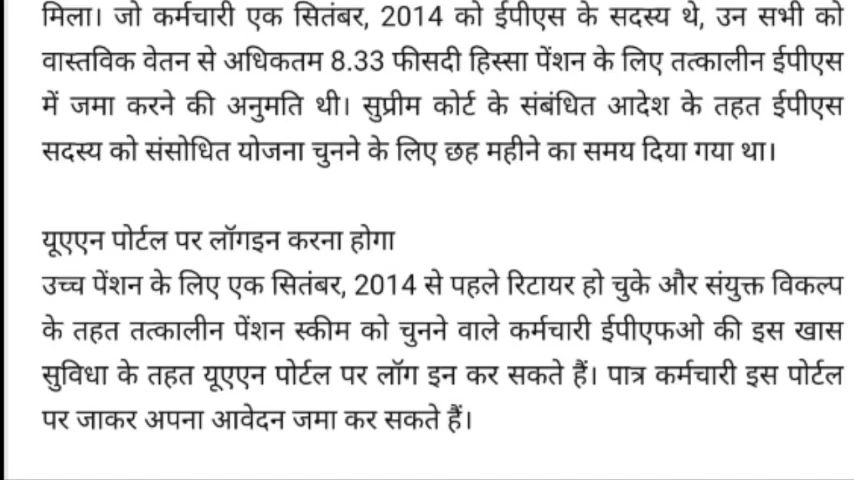 मिला। जो कर्मचारी एक सितंबर, 2014 को ईपीएस के सदस्य थे, उन सभी को
वास्तविक वेतन से अधिकतम 8.33 फीसदी हिस्सा पेंशन के लिए तत्कालीन ईपीएस
में जमा करने की अनुमति थी। सुप्रीम कोर्ट के संबंधित आदेश के तहत ईपीएस
सदस्य को संसोधित योजना चुनने के लिए छह महीने का समय दिया गया था।
यूएएन पोर्टल पर लॉगइन करना होगा
उच्च पेंशन के लिए एक सितंबर, 2014 से पहले रिटायर हो चुके और संयुक्त विकल्प
के तहत तत्कालीन पेंशन स्कीम को चुनने वाले कर्मचारी ईपीएफओ की इस खास
सुविधा के तहत यूएएन पोर्टल पर लॉग इन कर सकते हैं। पात्र कर्मचारी इस पोर्टल
पर जाकर अपना आवेदन जमा कर सकते हैं।